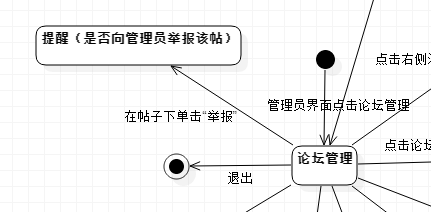 提醒（是否向管理员举报该帖）
点击右侧
管理员界面点击论坛管理
在帖子下单击“举报”
点击论坛
论坛管理
退出